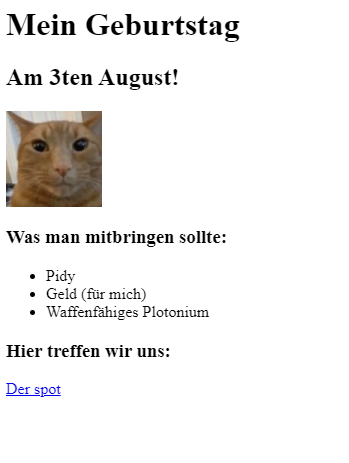 Mein Geburtstag
Am 3ten August!
Was man mitbringen sollte:
Pidy
Geld (für mich)
Waffenfähiges Plotonium
Hier treffen wir uns:
Der spot